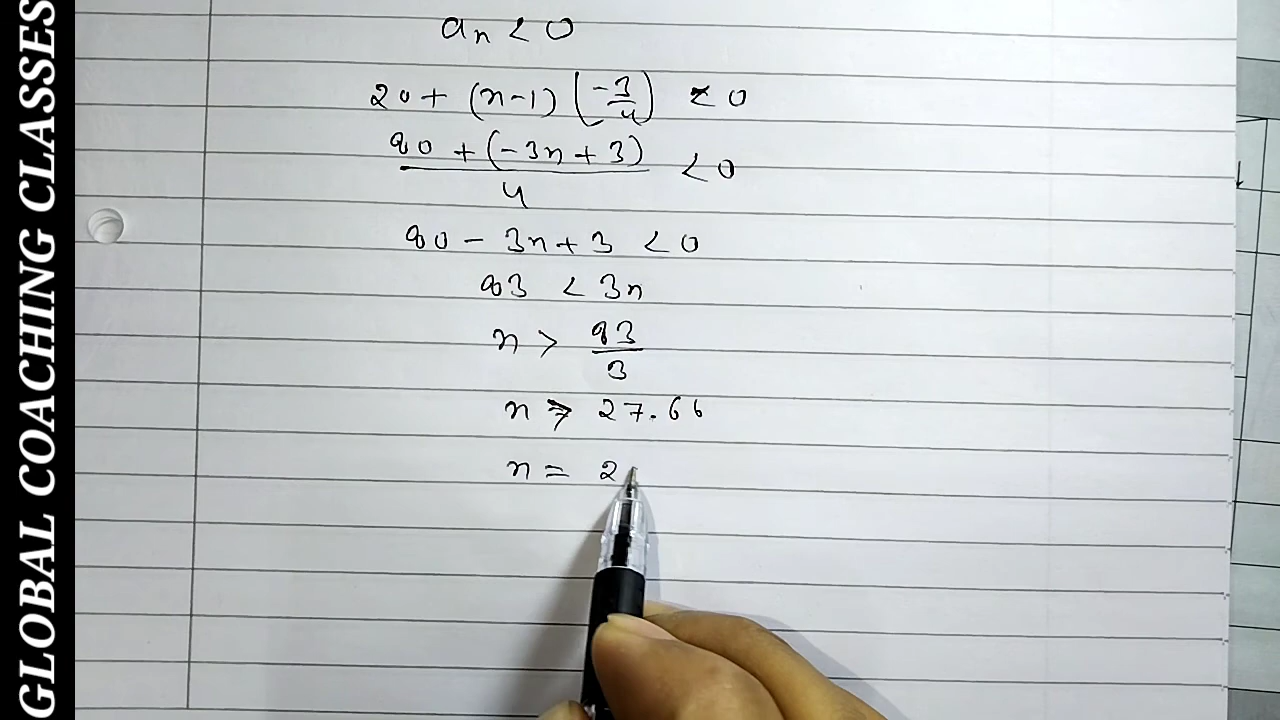 GLOBAL COACHING CLASSES
aₙ < 0
20 + (n-1) (-3/4) < 0
80 + (-3n + 3) / 4 < 0
80 - 3n + 3 < 0
83 < 3n
n > 83/3
n > 27.66
n = 2